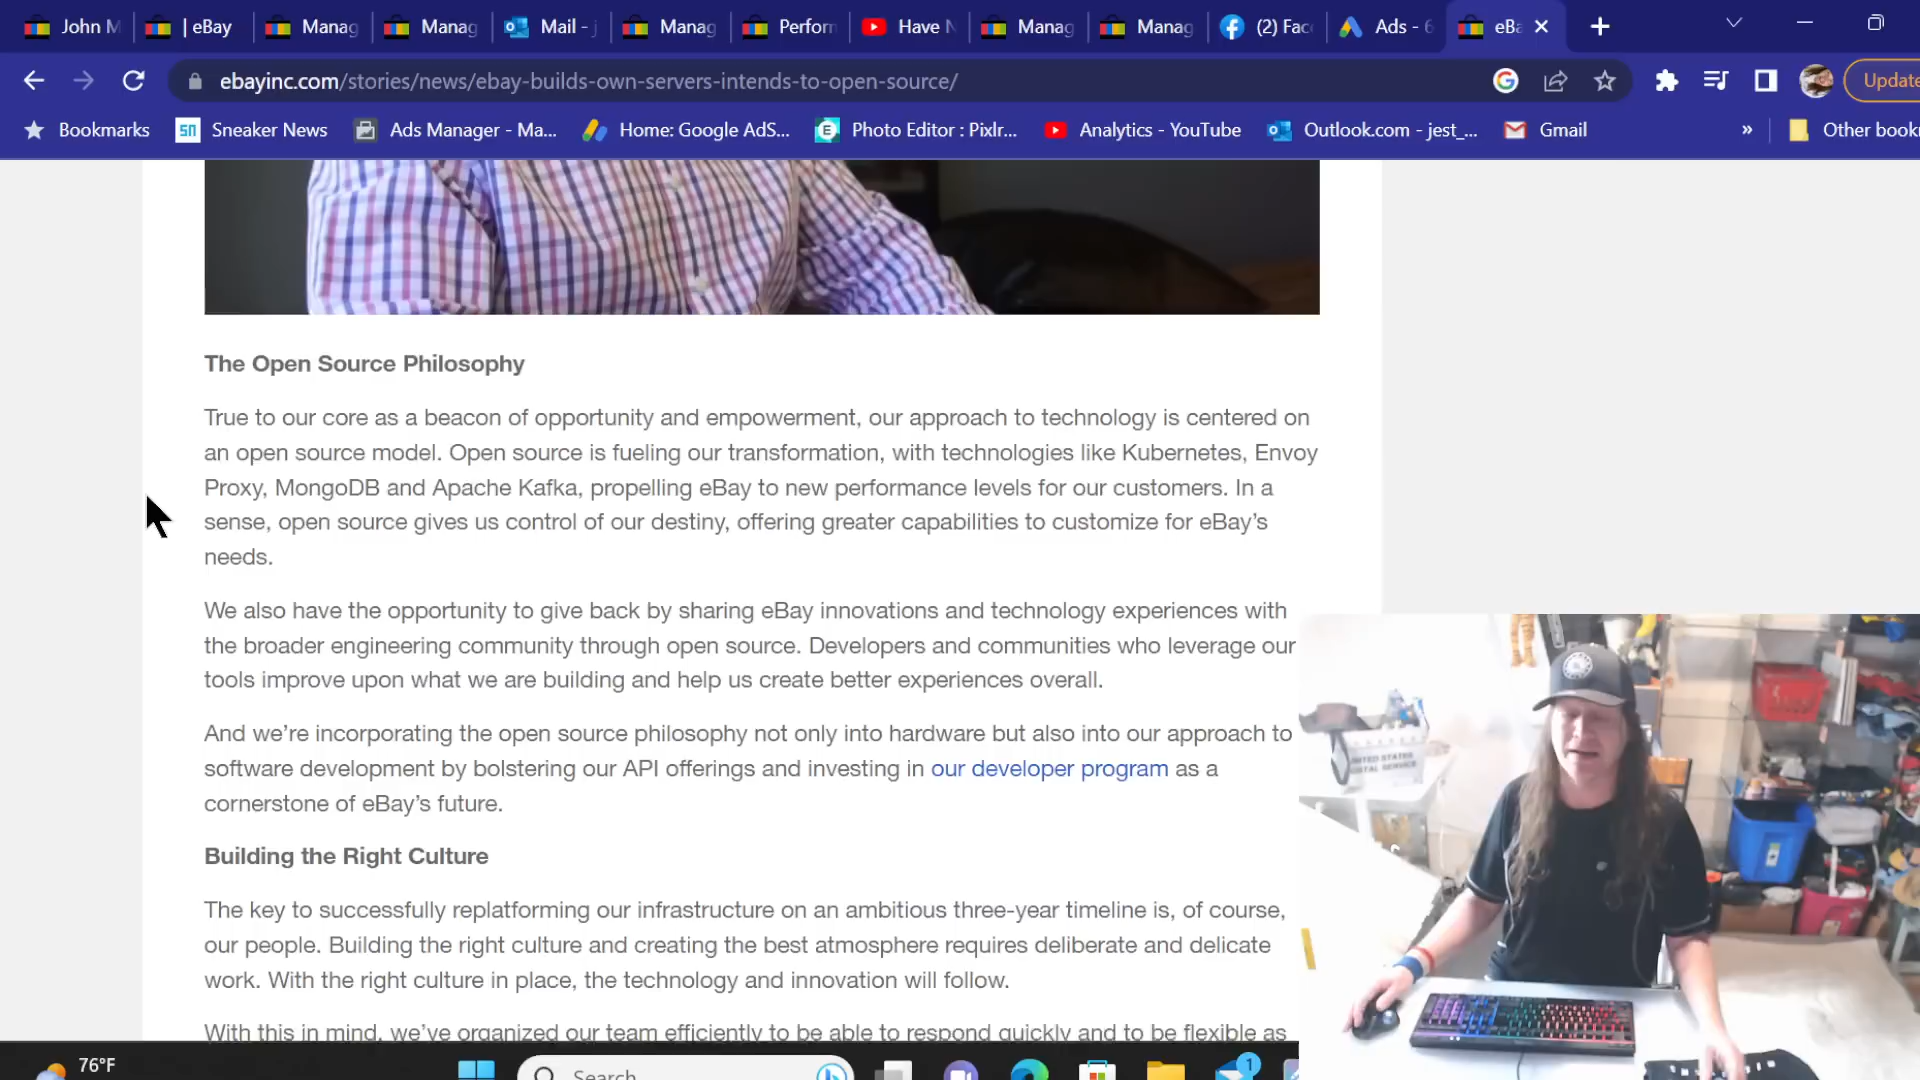 John M
| eBay
Manag
Manag
Mail - j
Manag
Perforn
Have N
Manag
Manag
(2) Fac
Ads - 6
eBa
ebayinc.com/stories/news/ebay-builds-own-servers-intends-to-open-source/
Update
Bookmarks
Sneaker News
Ads Manager - Ma...
Home: Google AdS...
Photo Editor : Pixlr...
Analytics - YouTube
Outlook.com - jest_...
Gmail
»
Other book
The Open Source Philosophy
True to our core as a beacon of opportunity and empowerment, our approach to technology is centered on
an open source model. Open source is fueling our transformation, with technologies like Kubernetes, Envoy
Proxy, MongoDB and Apache Kafka, propelling eBay to new performance levels for our customers. In a
sense, open source gives us control of our destiny, offering greater capabilities to customize for eBay’s
needs.
We also have the opportunity to give back by sharing eBay innovations and technology experiences with
the broader engineering community through open source. Developers and communities who leverage our
tools improve upon what we are building and help us create better experiences overall.
And we’re incorporating the open source philosophy not only into hardware but also into our approach to
software development by bolstering our API offerings and investing in our developer program as a
cornerstone of eBay’s future.
Building the Right Culture
The key to successfully replatforming our infrastructure on an ambitious three-year timeline is, of course,
our people. Building the right culture and creating the best atmosphere requires deliberate and delicate
work. With the right culture in place, the technology and innovation will follow.
With this in mind, we’ve organized our team efficiently to be able to respond quickly and to be flexible as
UNITED STATES
POSTAL SERVICE
76°F
Search
1